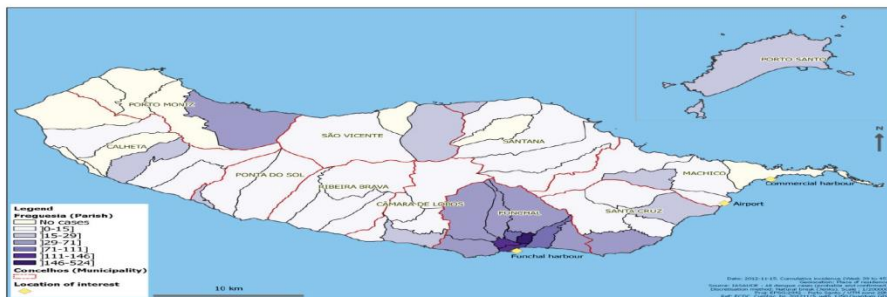 PORTO SANTO
PORTO MONIZ
SÃO VICENTE
SANTANA
CALHETA
MACHICO
Commercial harbour
PONTA DO SOL
RIBEIRA BRAVA
Airport
CÂMARA DE LOBOS
FUNCHAL
SANTA CRUZ
Funchal harbour
Legend
Freguesia (Parish)
No cases
]0-15]
]15-29]
]29-71]
]71-111]
]111-146]
]146-524]
Concelhos (Municipality)
Location of interest
10 km